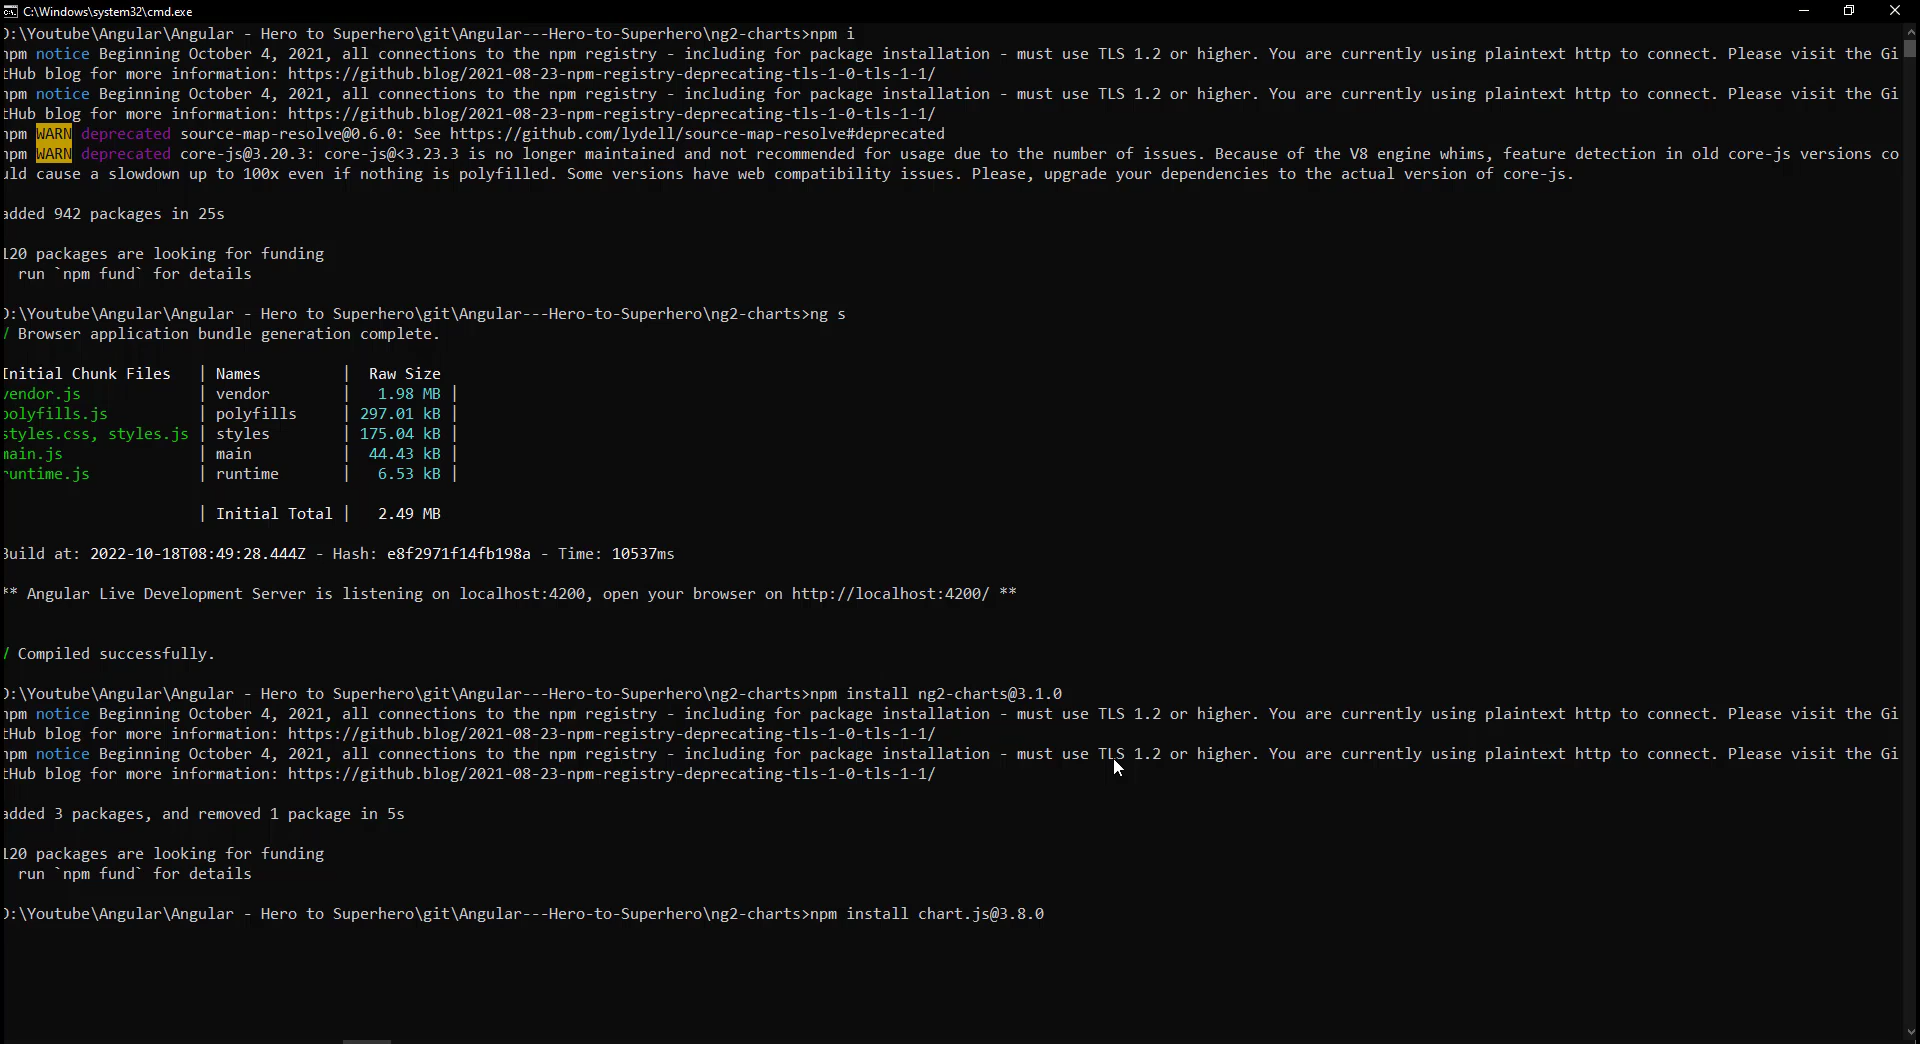 C:\Windows\system32\cmd.exe
D:\Youtube\Angular\Angular - Hero to Superhero\git\Angular---Hero-to-Superhero\ng2-charts>npm i
npm notice Beginning October 4, 2021, all connections to the npm registry - including for package installation - must use TLS 1.2 or higher. You are currently using plaintext http to connect. Please visit the Gi
tHub blog for more information: https://github.blog/2021-08-23-npm-registry-deprecating-tls-1-0-tls-1-1/
npm notice Beginning October 4, 2021, all connections to the npm registry - including for package installation - must use TLS 1.2 or higher. You are currently using plaintext http to connect. Please visit the Gi
tHub blog for more information: https://github.blog/2021-08-23-npm-registry-deprecating-tls-1-0-tls-1-1/
npm WARN deprecated source-map-resolve@0.6.0: See https://github.com/lydell/source-map-resolve#deprecated
npm WARN deprecated core-js@3.20.3: core-js@<3.23.3 is no longer maintained and not recommended for usage due to the number of issues. Because of the V8 engine whims, feature detection in old core-js versions co
uld cause a slowdown up to 100x even if nothing is polyfilled. Some versions have web compatibility issues. Please, upgrade your dependencies to the actual version of core-js.
added 942 packages in 25s
120 packages are looking for funding
run `npm fund` for details
D:\Youtube\Angular\Angular - Hero to Superhero\git\Angular---Hero-to-Superhero\ng2-charts>ng s
√ Browser application bundle generation complete.
Initial Chunk Files | Names | Raw Size
vendor.js | vendor | 1.98 MB |
polyfills.js | polyfills | 297.01 kB |
styles.css, styles.js | styles | 175.04 kB |
main.js | main | 44.43 kB |
runtime.js | runtime | 6.53 kB |
| Initial Total | 2.49 MB
Build at: 2022-10-18T08:49:28.444Z - Hash: e8f2971f14fb198a - Time: 10537ms
** Angular Live Development Server is listening on localhost:4200, open your browser on http://localhost:4200/ **
√ Compiled successfully.
D:\Youtube\Angular\Angular - Hero to Superhero\git\Angular---Hero-to-Superhero\ng2-charts>npm install ng2-charts@3.1.0
npm notice Beginning October 4, 2021, all connections to the npm registry - including for package installation - must use TLS 1.2 or higher. You are currently using plaintext http to connect. Please visit the Gi
tHub blog for more information: https://github.blog/2021-08-23-npm-registry-deprecating-tls-1-0-tls-1-1/
npm notice Beginning October 4, 2021, all connections to the npm registry - including for package installation - must use TLS 1.2 or higher. You are currently using plaintext http to connect. Please visit the Gi
tHub blog for more information: https://github.blog/2021-08-23-npm-registry-deprecating-tls-1-0-tls-1-1/
added 3 packages, and removed 1 package in 5s
120 packages are looking for funding
run `npm fund` for details
D:\Youtube\Angular\Angular - Hero to Superhero\git\Angular---Hero-to-Superhero\ng2-charts>npm install chart.js@3.8.0